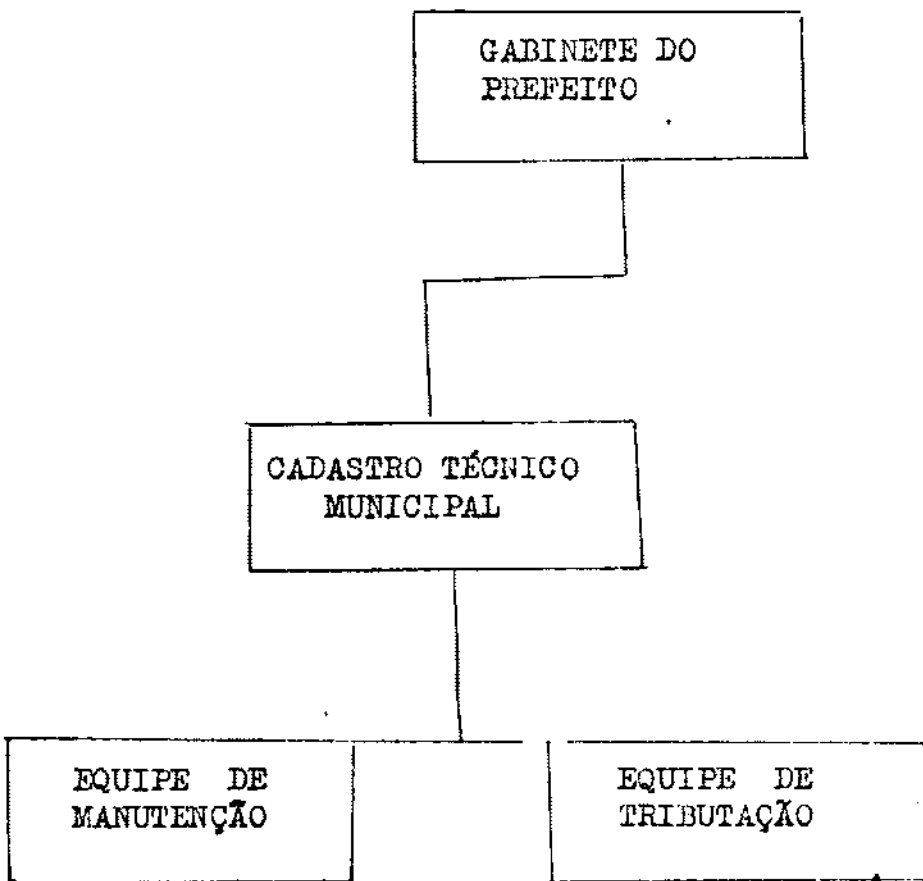 GABINETE DO
PREFEITO
CADASTRO TÉCNICO
MUNICIPAL
EQUIPE DE
MANUTENÇÃO
EQUIPE DE
TRIBUTAÇÃO